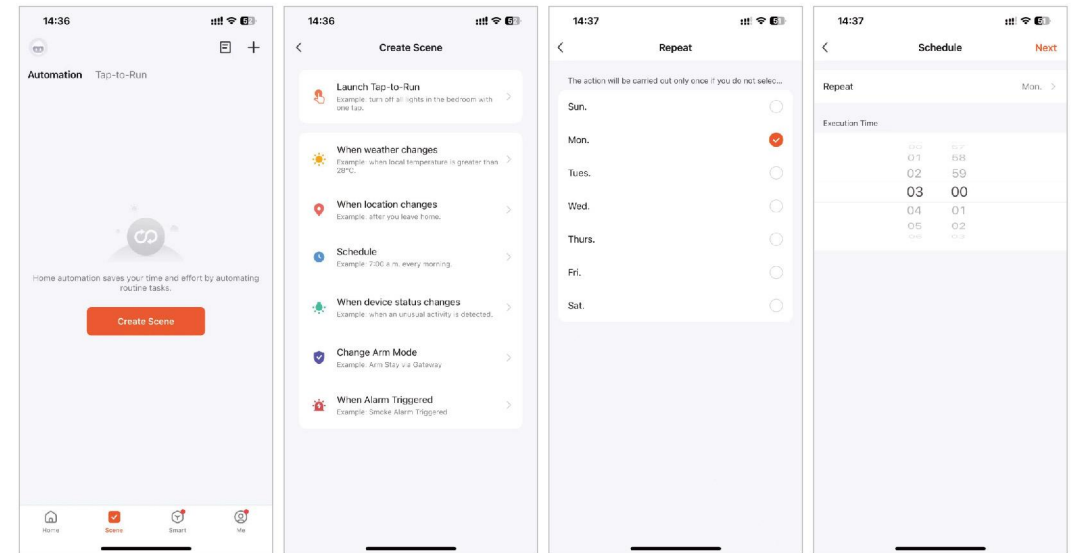 14:36
Automation Tap-to-Run
Home automation saves your time and effort by automating
routine tasks.
Create Scene
Home
Scene
Smart
Me
14:36
Create Scene
Launch Tap-to-Run
Example: turn off all lights in the bedroom with
one tap.
When weather changes
Example: when local temperature is greater than
28°C.
When location changes
Example: after you leave home.
Schedule
Example: 7:00 a.m. every morning.
When device status changes
Example: when an unusual activity is detected.
Change Arm Mode
Example: Arm Stay via Gateway
When Alarm Triggered
Example: Smoke Alarm Triggered
14:37
Repeat
The action will be carried out only once if you do not selec...
Sun.
Mon.
Tues.
Wed.
Thurs.
Fri.
Sat.
14:37
Schedule
Next
Repeat Mon.
Execution Time
00 57
01 58
02 59
03 00
04 01
05 02
06 03